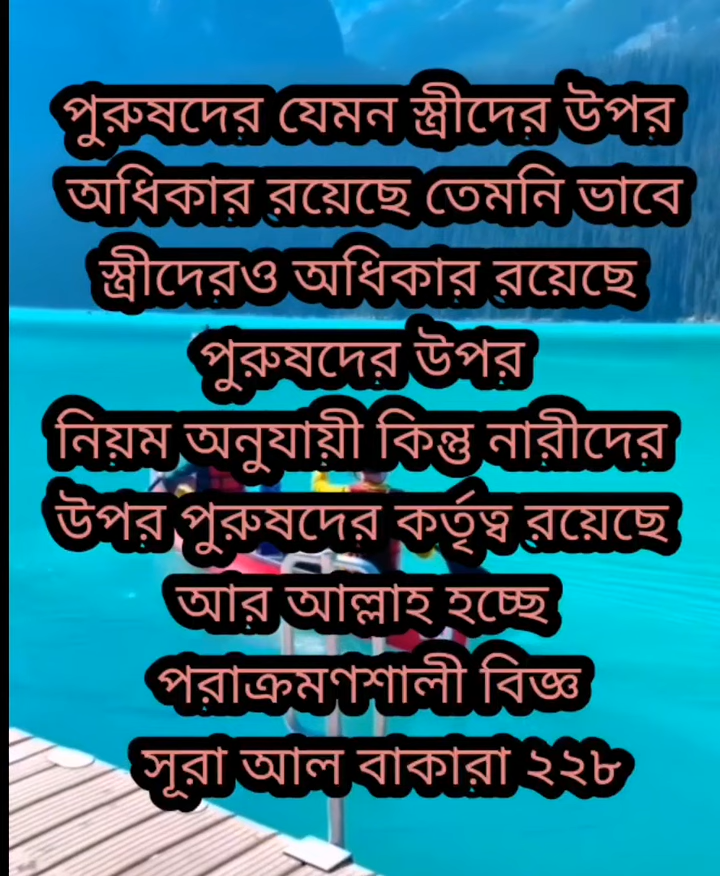 পুরুষদের যেমন স্ত্রীদের উপর
অধিকার রয়েছে তেমনি ভাবে
স্ত্রীদেরও অধিকার রয়েছে
পুরুষদের উপর
নিয়ম অনুযায়ী কিন্তু নারীদের
উপর পুরুষদের কর্তৃত্ব রয়েছে
আর আল্লাহ হচ্ছে
পরাক্রমণশালী বিজ্ঞ
সূরা আল বাকারা ২২৮